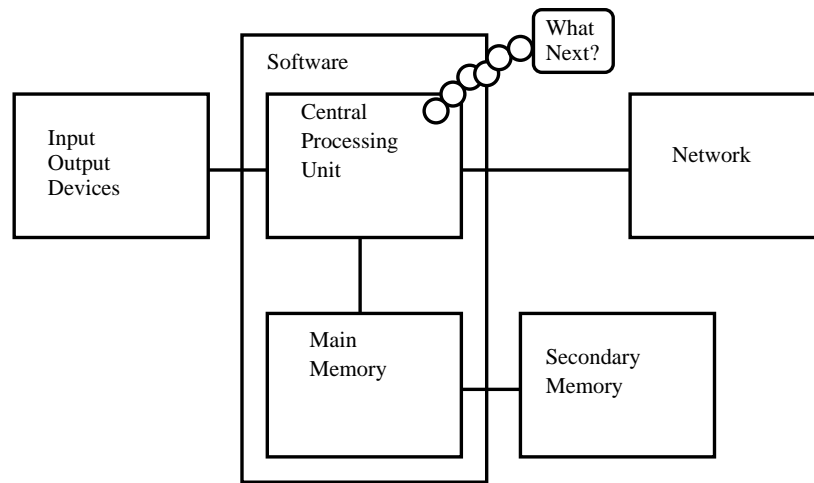 What
Next?
Software
Input
Output
Devices
Central
Processing
Unit
Network
Main
Memory
Secondary
Memory